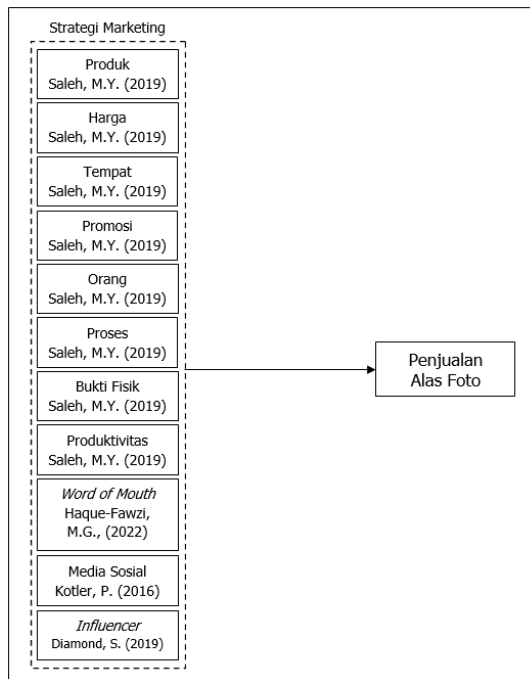 Strategi Marketing
Produk
Saleh, M.Y. (2019)
Harga
Saleh, M.Y. (2019)
Tempat
Saleh, M.Y. (2019)
Promosi
Saleh, M.Y. (2019)
Orang
Saleh, M.Y. (2019)
Proses
Saleh, M.Y. (2019)
Bukti Fisik
Saleh, M.Y. (2019)
Produktivitas
Saleh, M.Y. (2019)
Word of Mouth
Haque-Fawzi,
M.G., (2022)
Media Sosial
Kotler, P. (2016)
Influencer
Diamond, S. (2019)
Penjualan
Alas Foto